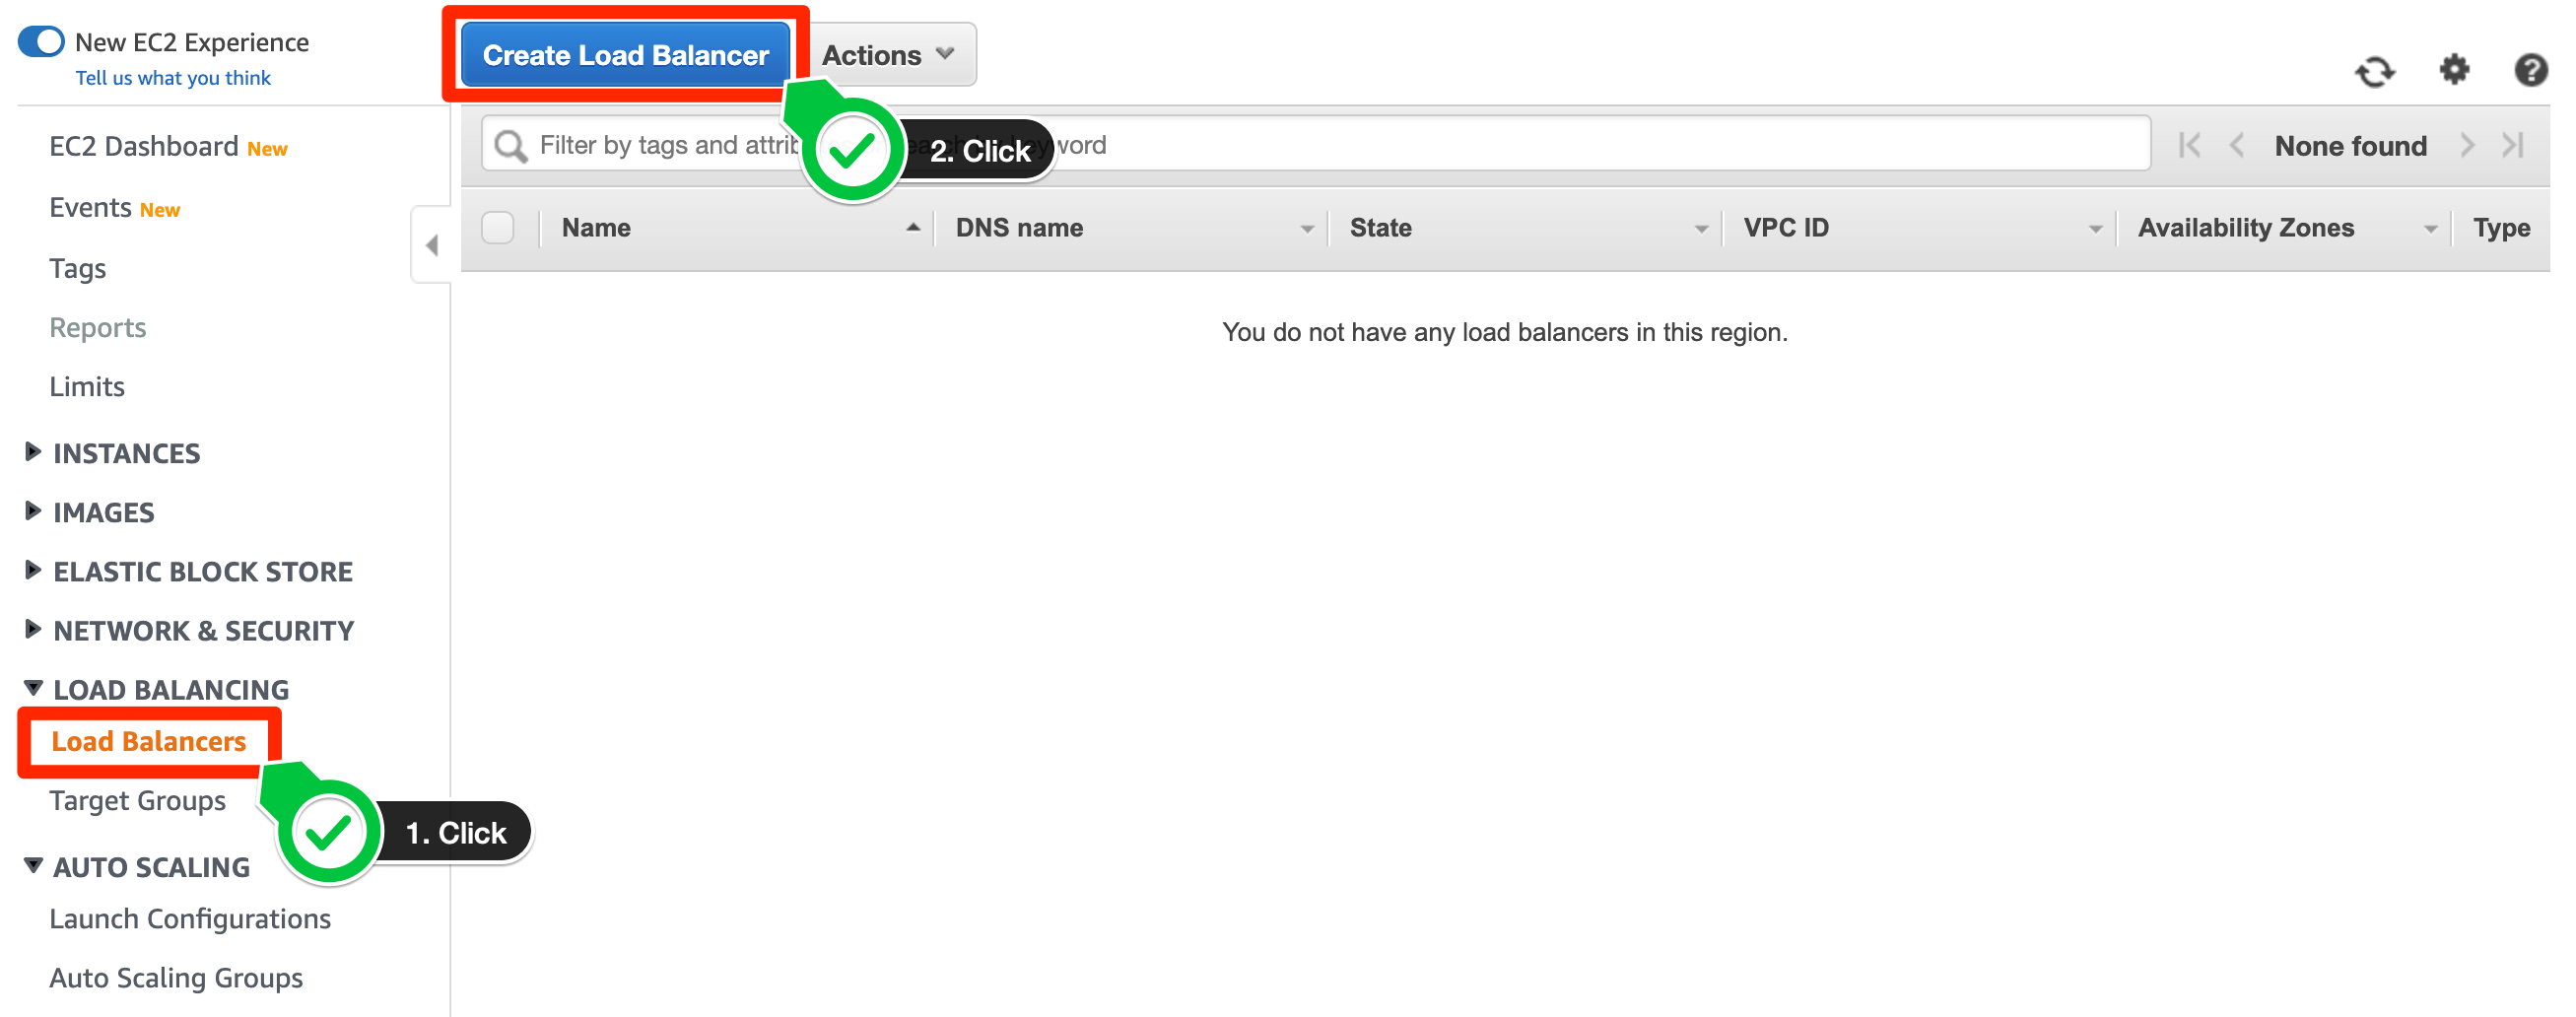 New EC2 Experience
Tell us what you think
EC2 Dashboard New
Events New
Tags
Reports
Limits
INSTANCES
IMAGES
ELASTIC BLOCK STORE
NETWORK & SECURITY
LOAD BALANCING
Load Balancers
1. Click
Target Groups
AUTO SCALING
Launch Configurations
Auto Scaling Groups
Create Load Balancer Actions
2. Click
Filter by tags and
None found
Name DNS name State VPC ID Availability Zones Type
You do not have any load balancers in this region.